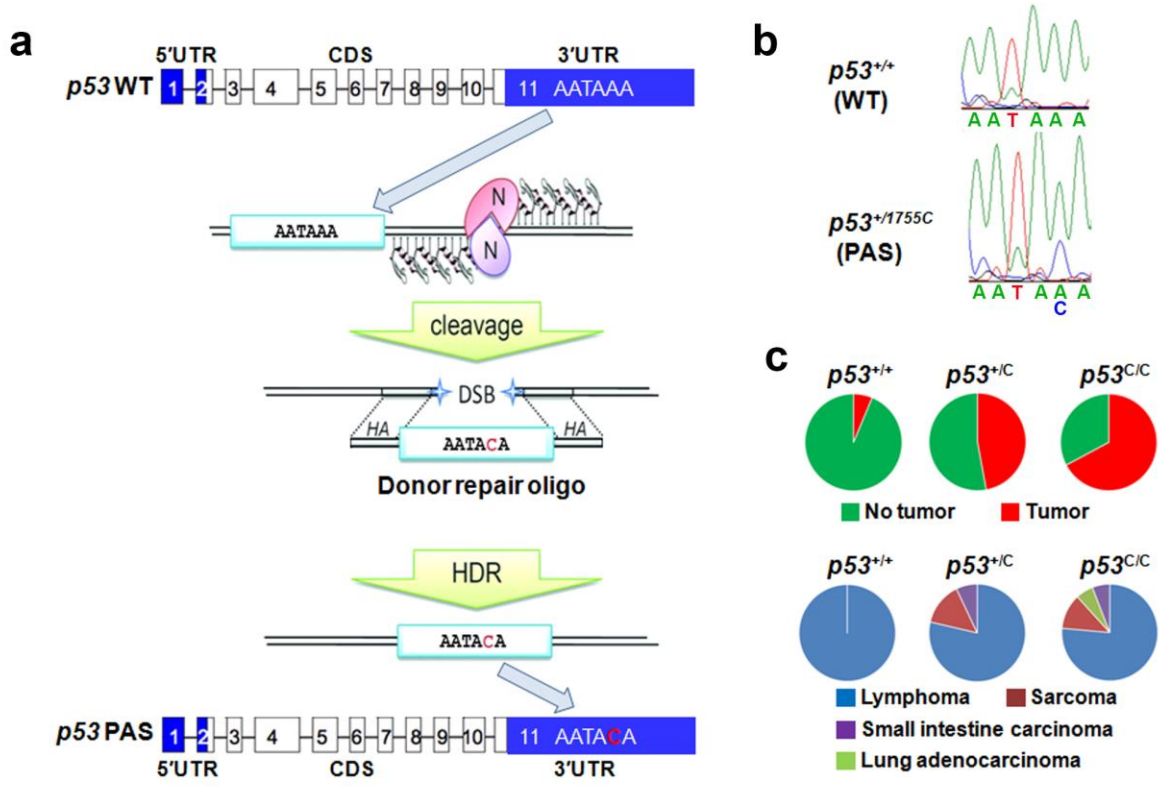 a
5'UTR CDS 3'UTR
p53 WT 1 2 3 4 5 6 7 8 9 10 11 AATAAA
N
AATAAA
N
cleavage
DSB
HA AATACA HA
Donor repair oligo
HDR
AATACA
p53 PAS 1 2 3 4 5 6 7 8 9 10 11 AATACA
5'UTR CDS 3'UTR
b
p53+/+
(WT)
A A T A A A
p53+/1755C
(PAS)
A A T A A A
C
c
p53+/+ p53+/C p53C/C
No tumor Tumor
p53+/+ p53+/C p53C/C
Lymphoma Sarcoma
Small intestine carcinoma
Lung adenocarcinoma